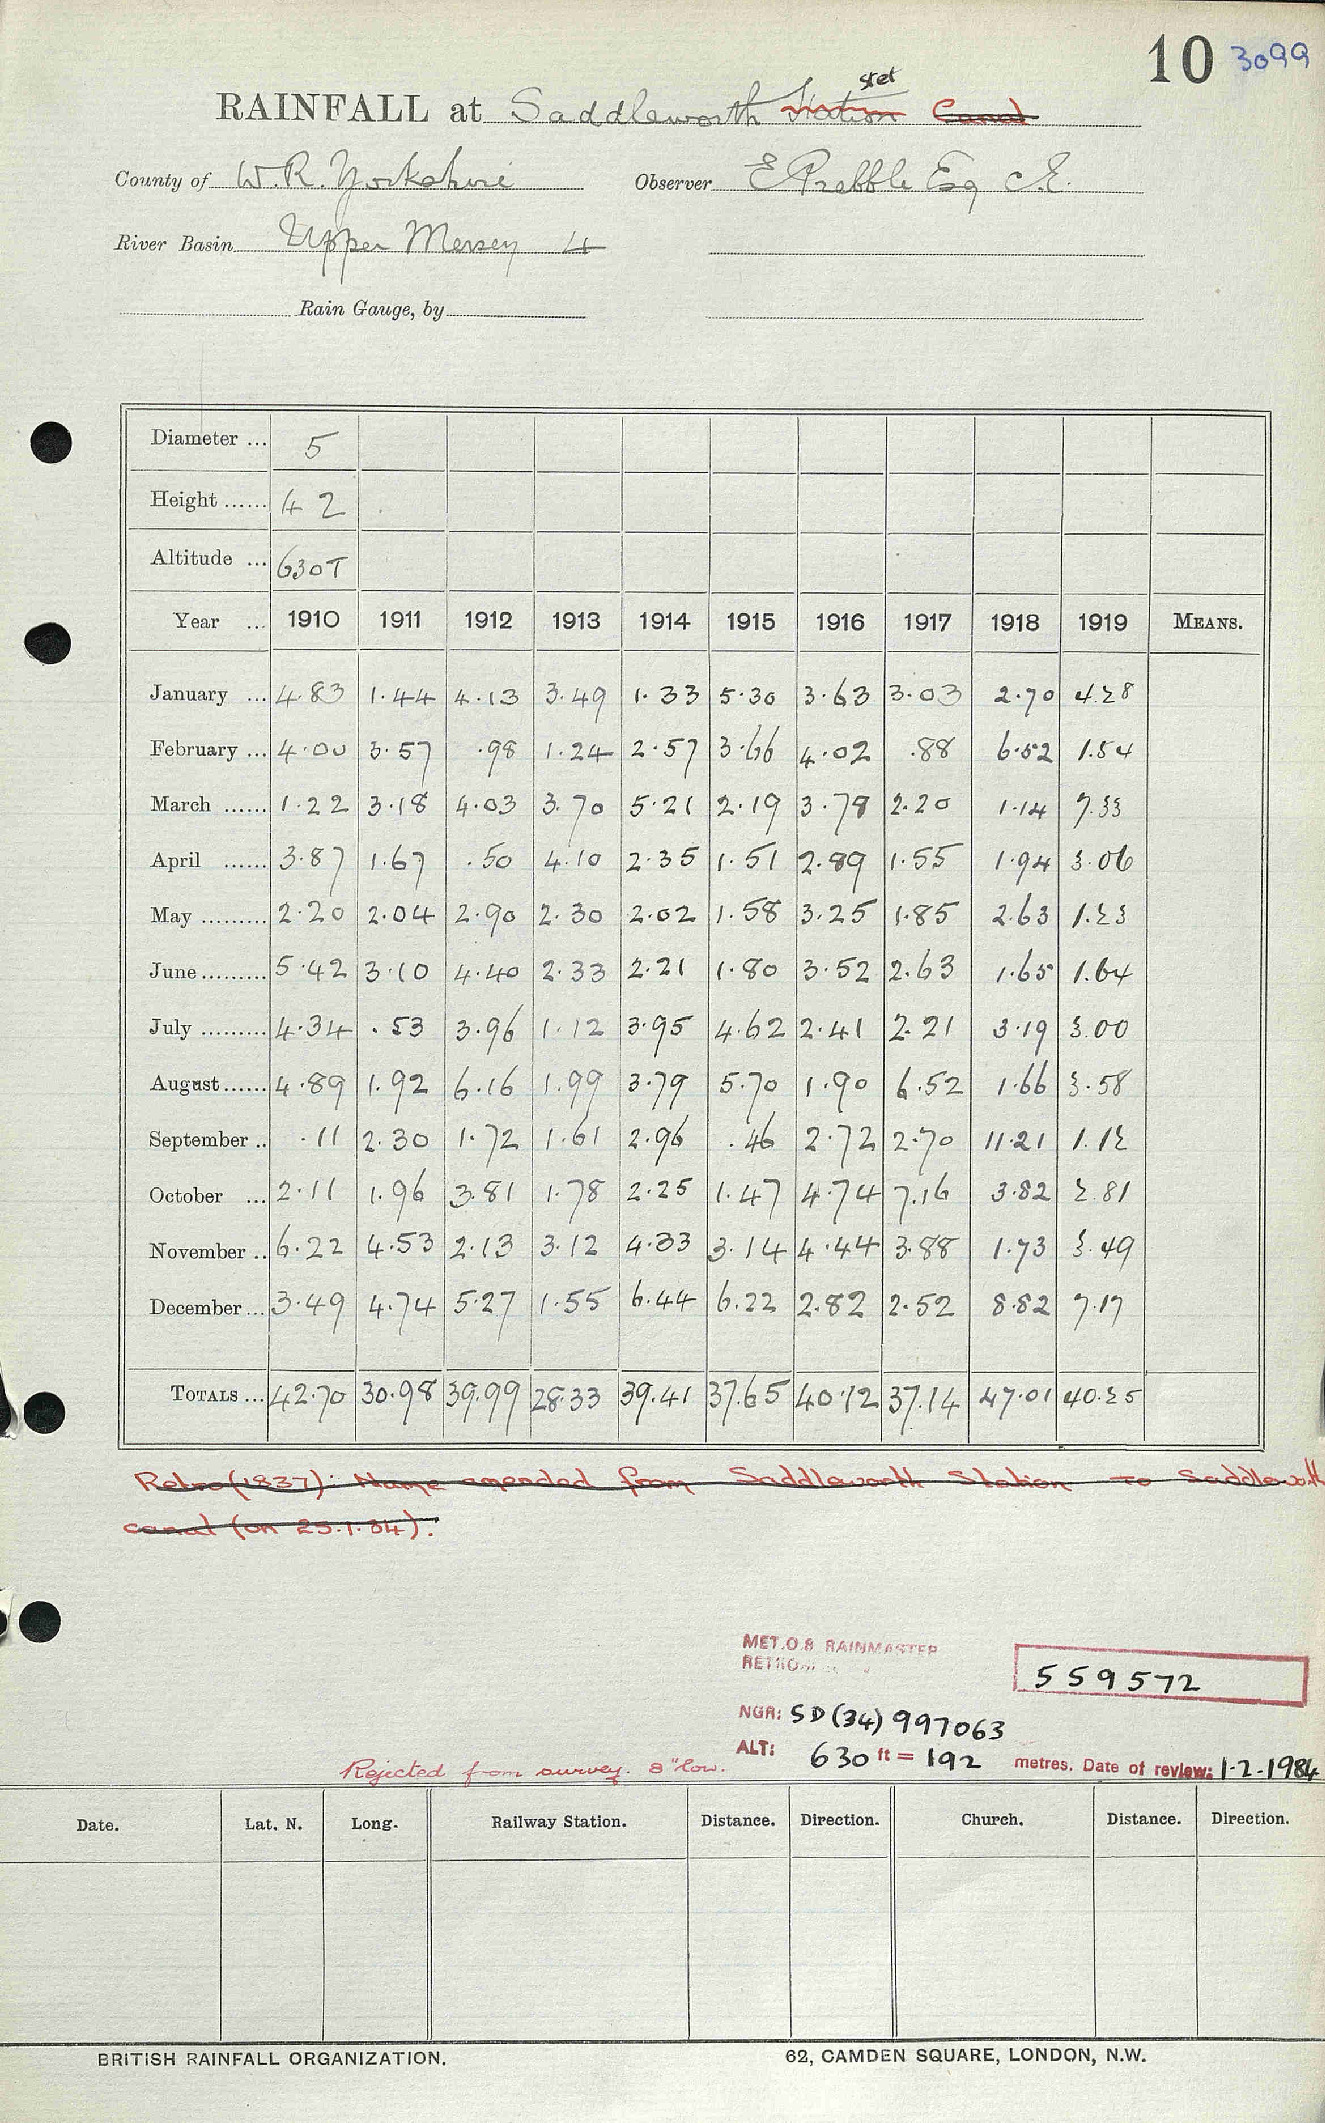 10 3099
stet
RAINFALL at Saddleworth Station Canal
County of W.R. Yorkshire Observer E Prebble Esq C.E.
River Basin Upper Mersey 4
Rain Gauge, by
Diameter ... 5
Height ...... 4 2
Altitude ... 630T
Year ... 1910 1911 1912 1913 1914 1915 1916 1917 1918 1919 MEANS.
January ... 4.83 1.44 4.13 3.49 1.33 5.30 3.63 3.03 2.70 4.28
February ... 4.00 3.57 .98 1.24 2.57 3.66 4.02 .88 6.52 1.54
March ...... 1.22 3.18 4.03 3.70 5.21 2.19 3.78 2.20 1.14 7.33
April ...... 3.87 1.67 .50 4.10 2.35 1.51 2.89 1.55 1.94 3.06
May ......... 2.20 2.04 2.90 2.30 2.02 1.58 3.25 1.85 2.63 1.23
June ......... 5.42 3.10 4.40 2.33 2.21 1.80 3.52 2.63 1.65 1.64
July ......... 4.34 .53 3.96 1.12 3.95 4.62 2.41 2.21 3.19 3.00
August ...... 4.89 1.92 6.16 1.99 3.79 5.70 1.90 6.52 1.66 3.58
September .. .11 2.30 1.72 1.61 2.96 .46 2.72 2.70 11.21 1.12
October ... 2.11 1.96 3.81 1.78 2.25 1.47 4.74 7.16 3.82 2.81
November .. 6.22 4.53 2.13 3.12 4.33 3.14 4.44 3.88 1.73 3.49
December ... 3.49 4.74 5.27 1.55 6.44 6.22 2.82 2.52 8.82 7.17
TOTALS ... 42.70 30.98 39.99 28.33 39.41 37.65 40.12 37.14 47.01 40.25
Retro (1837): Name amended from Saddleworth Station to Saddleworth
canal (on 25.1.84).
MET.O.8 RAINMASTER
559572
NGR: SD (34) 997063
ALT: 630 ft = 192 metres. Date of review: 1-2-1984
Rejected from survey. 8" low.
Date. Lat. N. Long. Railway Station. Distance. Direction. Church. Distance. Direction.
BRITISH RAINFALL ORGANIZATION. 62, CAMDEN SQUARE, LONDON, N.W.